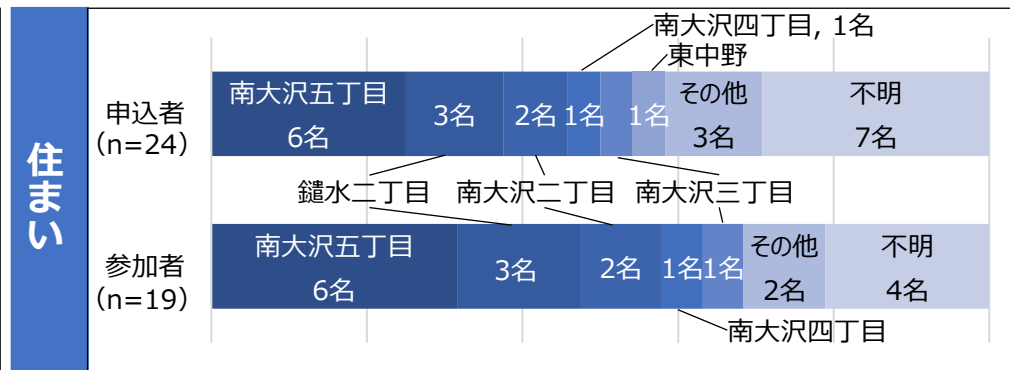 住まい
南大沢四丁目, 1名
東中野
申込者
（n=24）
南大沢五丁目
6名
3名
2名
1名
1名
その他
3名
不明
7名
鑓水二丁目
南大沢二丁目
南大沢三丁目
参加者
（n=19）
南大沢五丁目
6名
3名
2名
1名
1名
その他
2名
不明
4名
南大沢四丁目